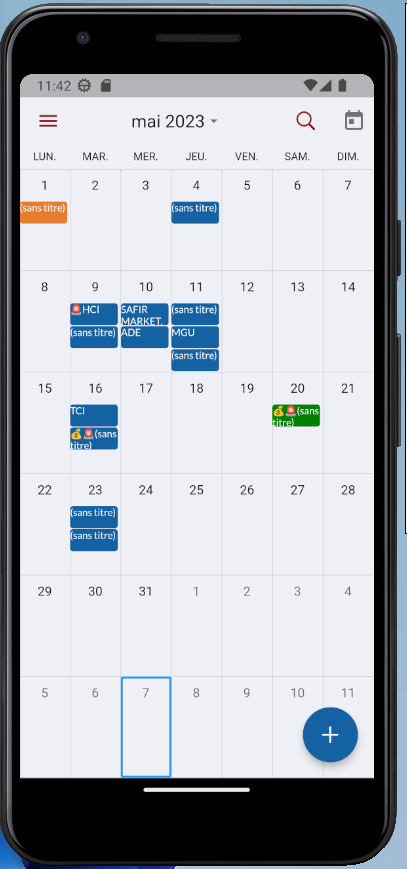 11:42
mai 2023
LUN. MAR. MER. JEU. VEN. SAM. DIM.
1 2 3 4 5 6 7
(sans titre) (sans titre)
8 9 10 11 12 13 14
🚨HCI SAFIR MARKET. (sans titre)
(sans titre) ADE MGU
(sans titre)
15 16 17 18 19 20 21
TCI 💰🚨(sans titre)
💰🚨(sans titre)
22 23 24 25 26 27 28
(sans titre)
(sans titre)
29 30 31 1 2 3 4
5 6 7 8 9 10 11
+